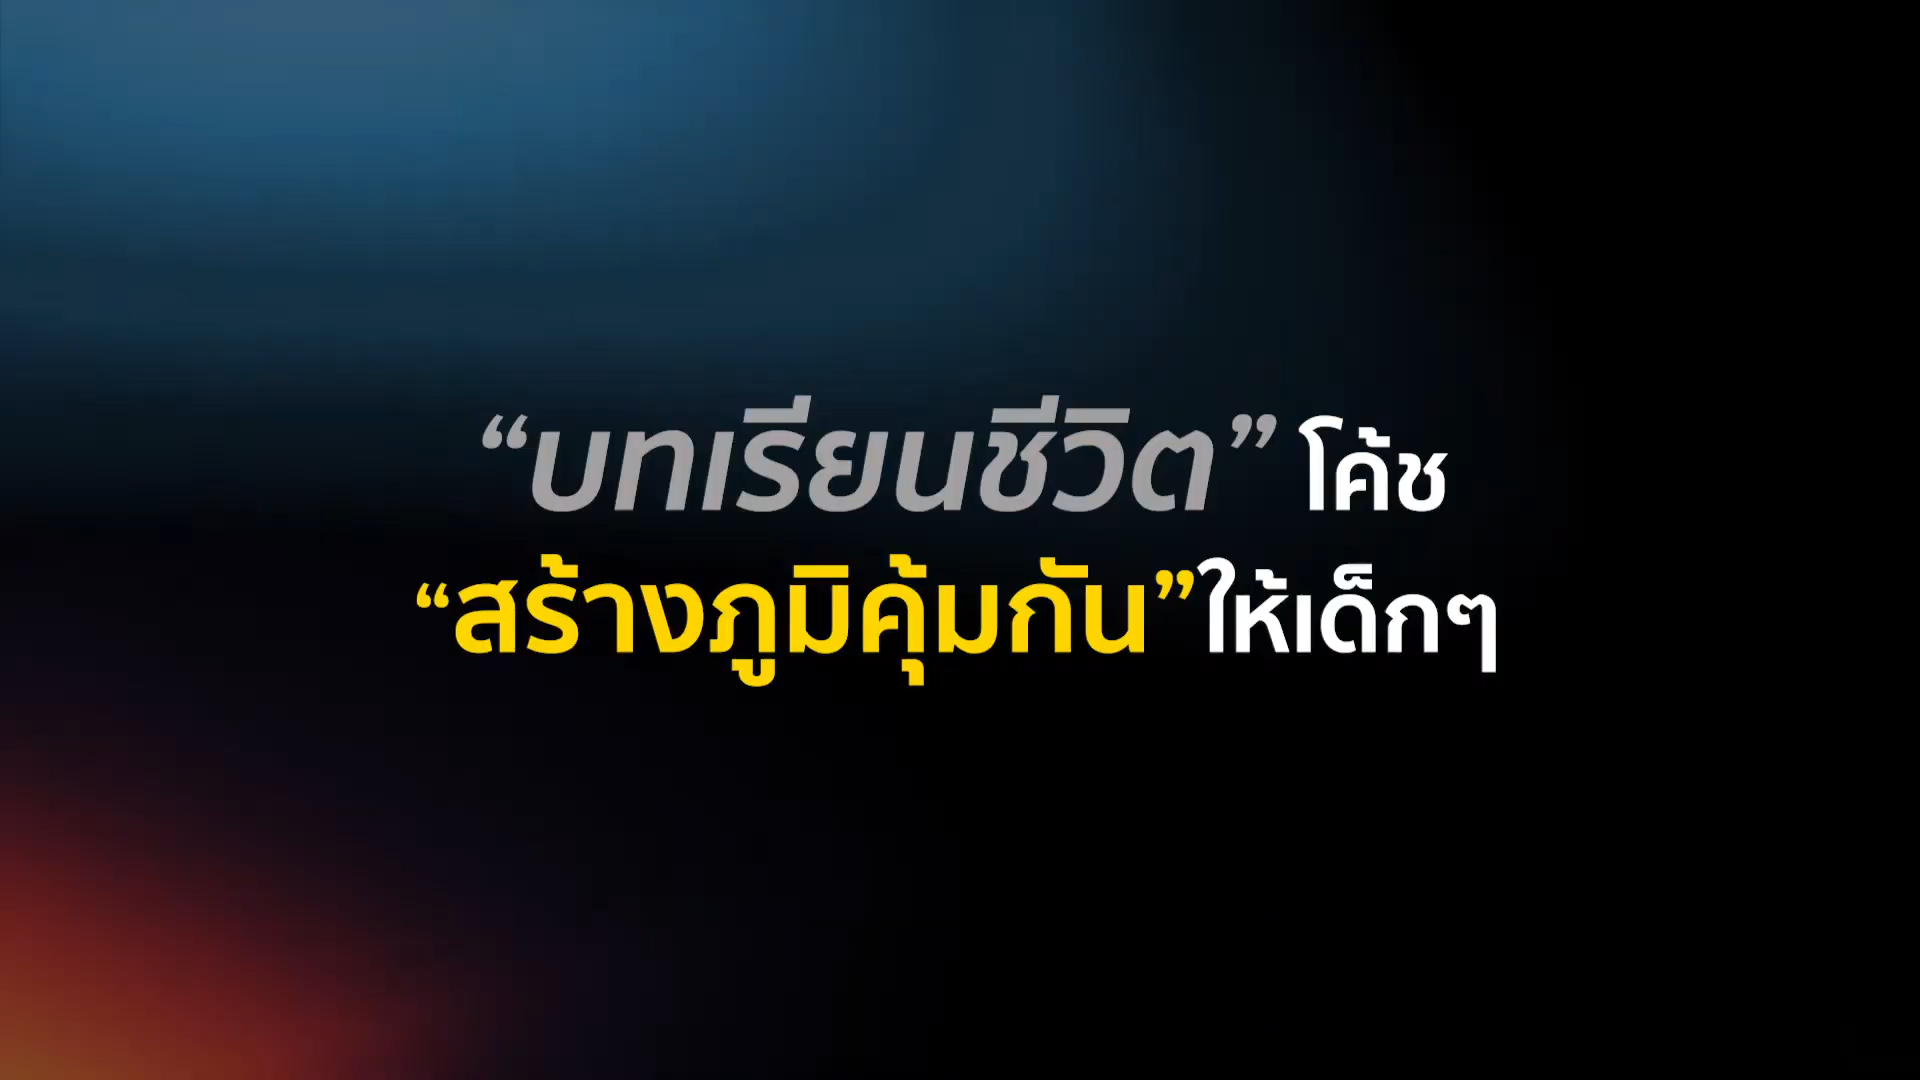 “บทเรียนชีวิต” โค้ช
“สร้างภูมิคุ้มกัน”ให้เด็กๆ